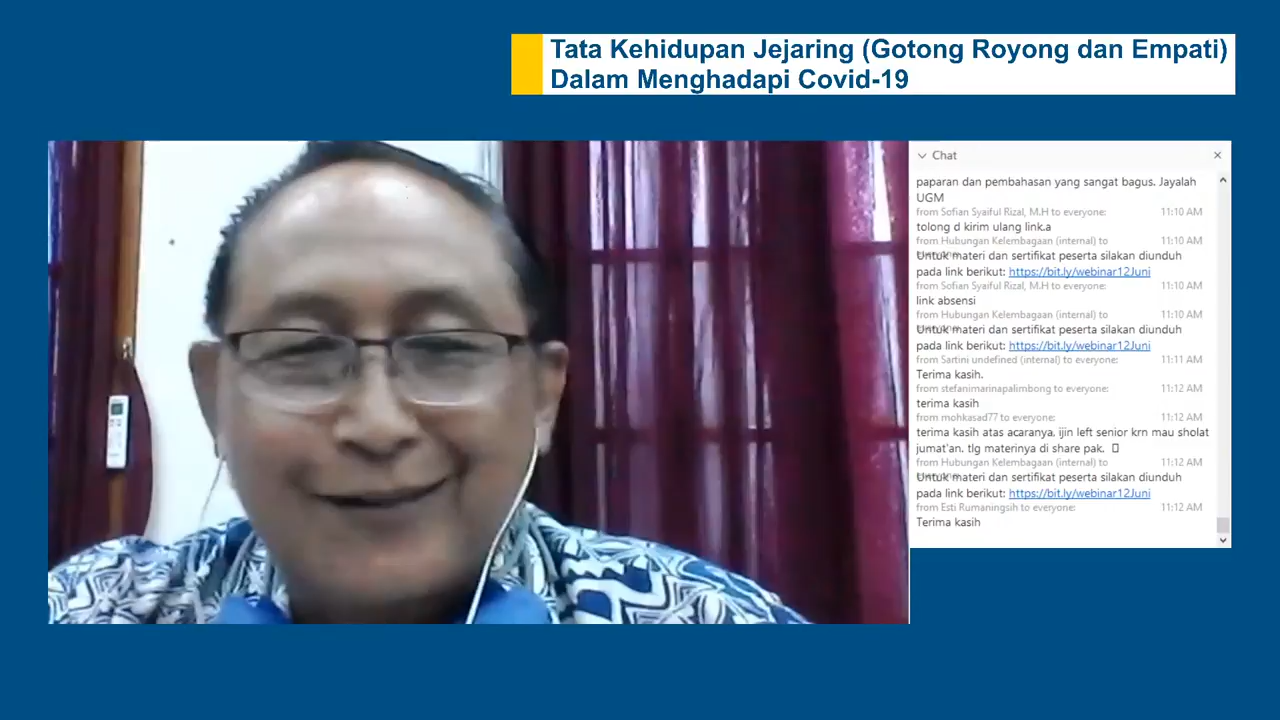 Tata Kehidupan Jejaring (Gotong Royong dan Empati)
Dalam Menghadapi Covid-19
Chat
paparan dan pembahasan yang sangat bagus. Jayalah
UGM
from Sofian Syaiful Rizal, M.H to everyone: 11:10 AM
tolong d kirim ulang link.a
from Hubungan Kelembagaan (internal) to 11:10 AM
Untuk materi dan sertifikat peserta silakan diunduh
pada link berikut: https://bit.ly/webinar12Juni
from Sofian Syaiful Rizal, M.H to everyone: 11:10 AM
link absensi
from Hubungan Kelembagaan (internal) to 11:10 AM
Untuk materi dan sertifikat peserta silakan diunduh
pada link berikut: https://bit.ly/webinar12Juni
from Sartini undefined (internal) to everyone: 11:11 AM
Terima kasih.
from stefanimarinapalimbong to everyone: 11:12 AM
terima kasih
from mohkasad77 to everyone: 11:12 AM
terima kasih atas acaranya, ijin left senior krn mau sholat
jumat'an. tlg materinya di share pak.
from Hubungan Kelembagaan (internal) to 11:12 AM
Untuk materi dan sertifikat peserta silakan diunduh
pada link berikut: https://bit.ly/webinar12Juni
from Esti Rumaningsih to everyone: 11:12 AM
Terima kasih